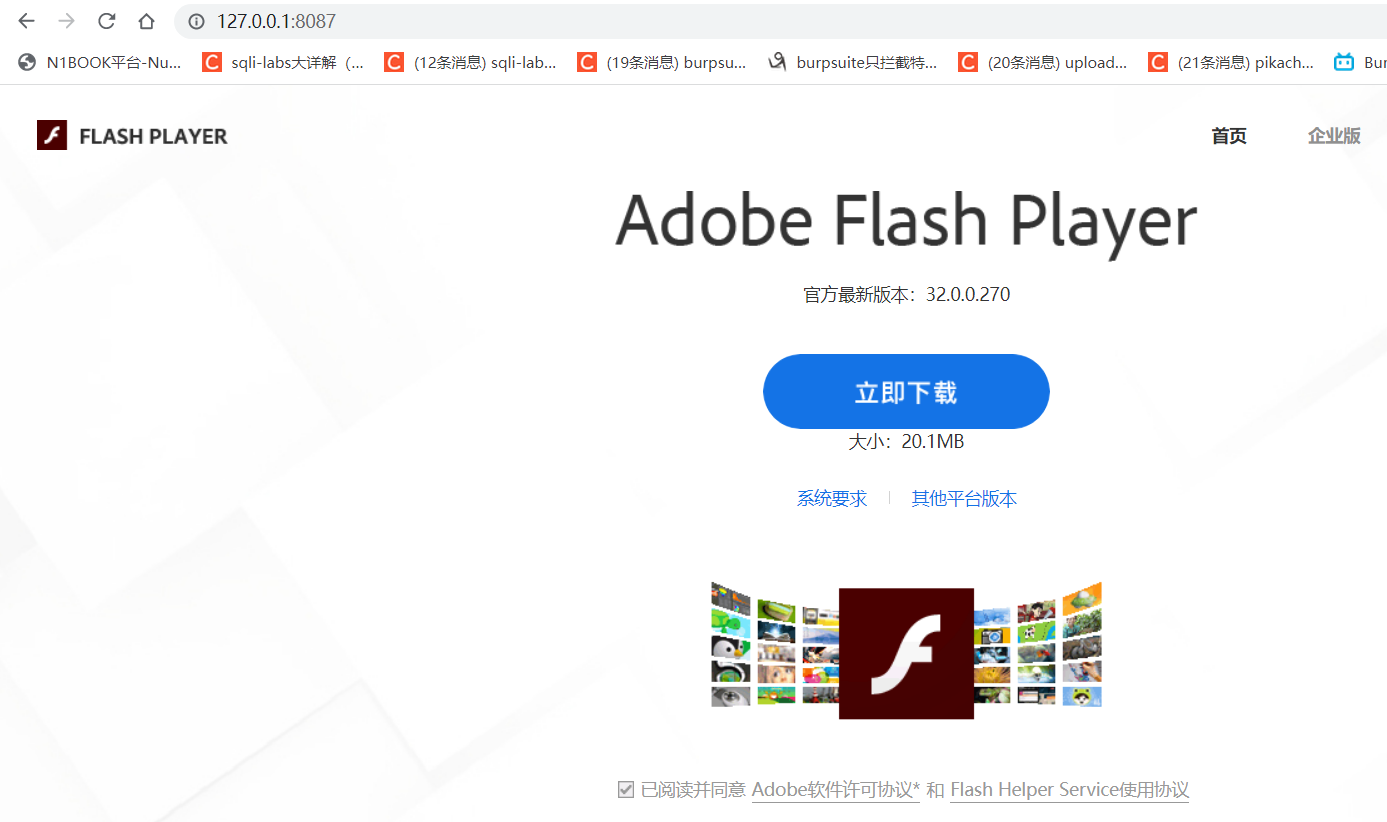 127.0.0.1:8087
N1BOOK平台-Nu... sqli-labs大详解（... (12条消息) sqli-lab... (19条消息) burpsu... burpsuite只拦截特... (20条消息) upload... (21条消息) pikach... Bur
FLASH PLAYER 首页 企业版
Adobe Flash Player
官方最新版本：32.0.0.270
立即下载
大小：20.1MB
系统要求 其他平台版本
已阅读并同意 Adobe软件许可协议* 和 Flash Helper Service使用协议